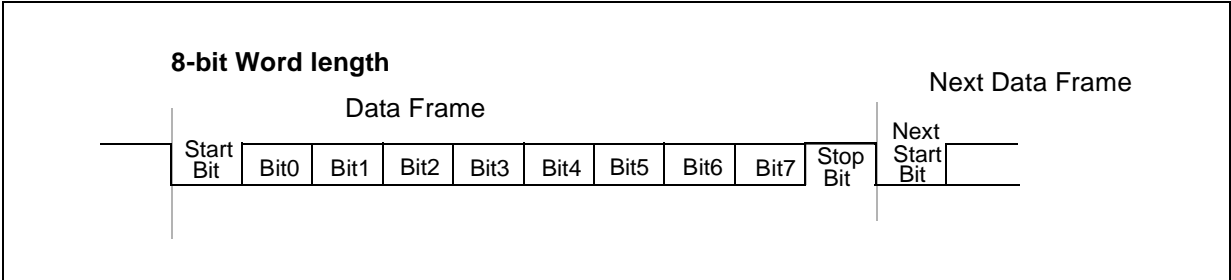 8-bit Word length
Next Data Frame
Data Frame
Start
Bit
Bit0
Bit1
Bit2
Bit3
Bit4
Bit5
Bit6
Bit7
Stop
Bit
Next
Start
Bit